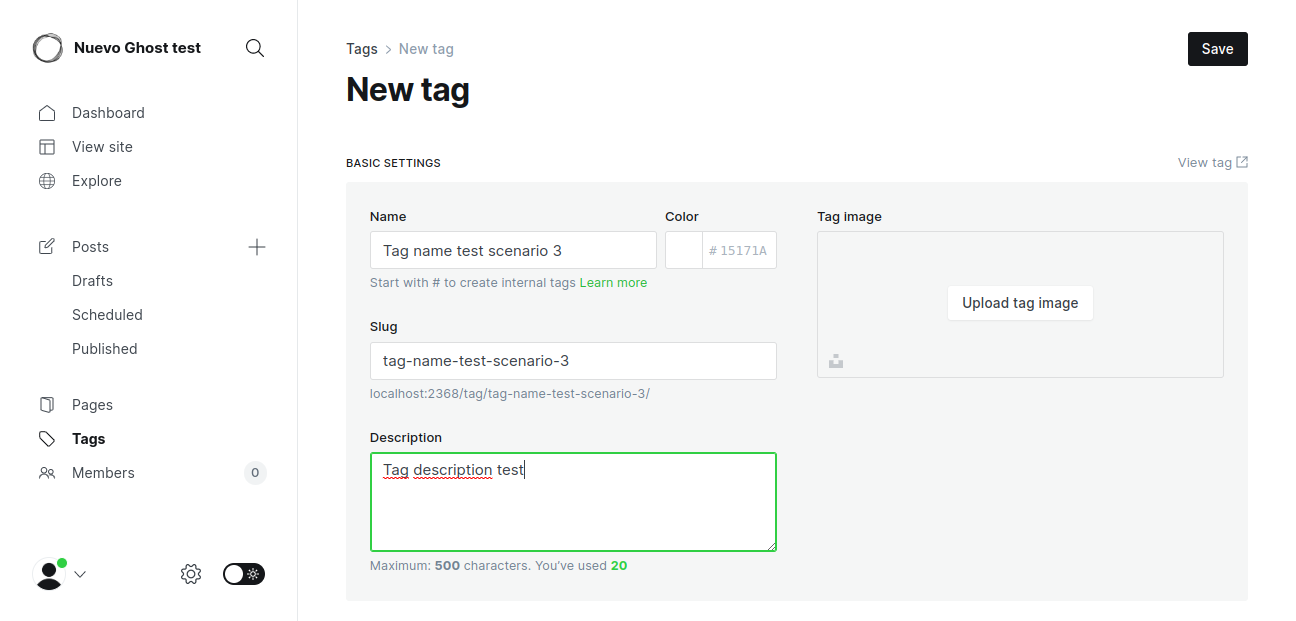 Nuevo Ghost test
Dashboard
View site
Explore
Posts
Drafts
Scheduled
Published
Pages
Tags
Members 0
Tags > New tag
Save
New tag
BASIC SETTINGS
View tag
Name
Tag name test scenario 3
Color
# 15171A
Start with # to create internal tags Learn more
Slug
tag-name-test-scenario-3
localhost:2368/tag/tag-name-test-scenario-3/
Description
Tag description test
Maximum: 500 characters. You’ve used 20
Tag image
Upload tag image